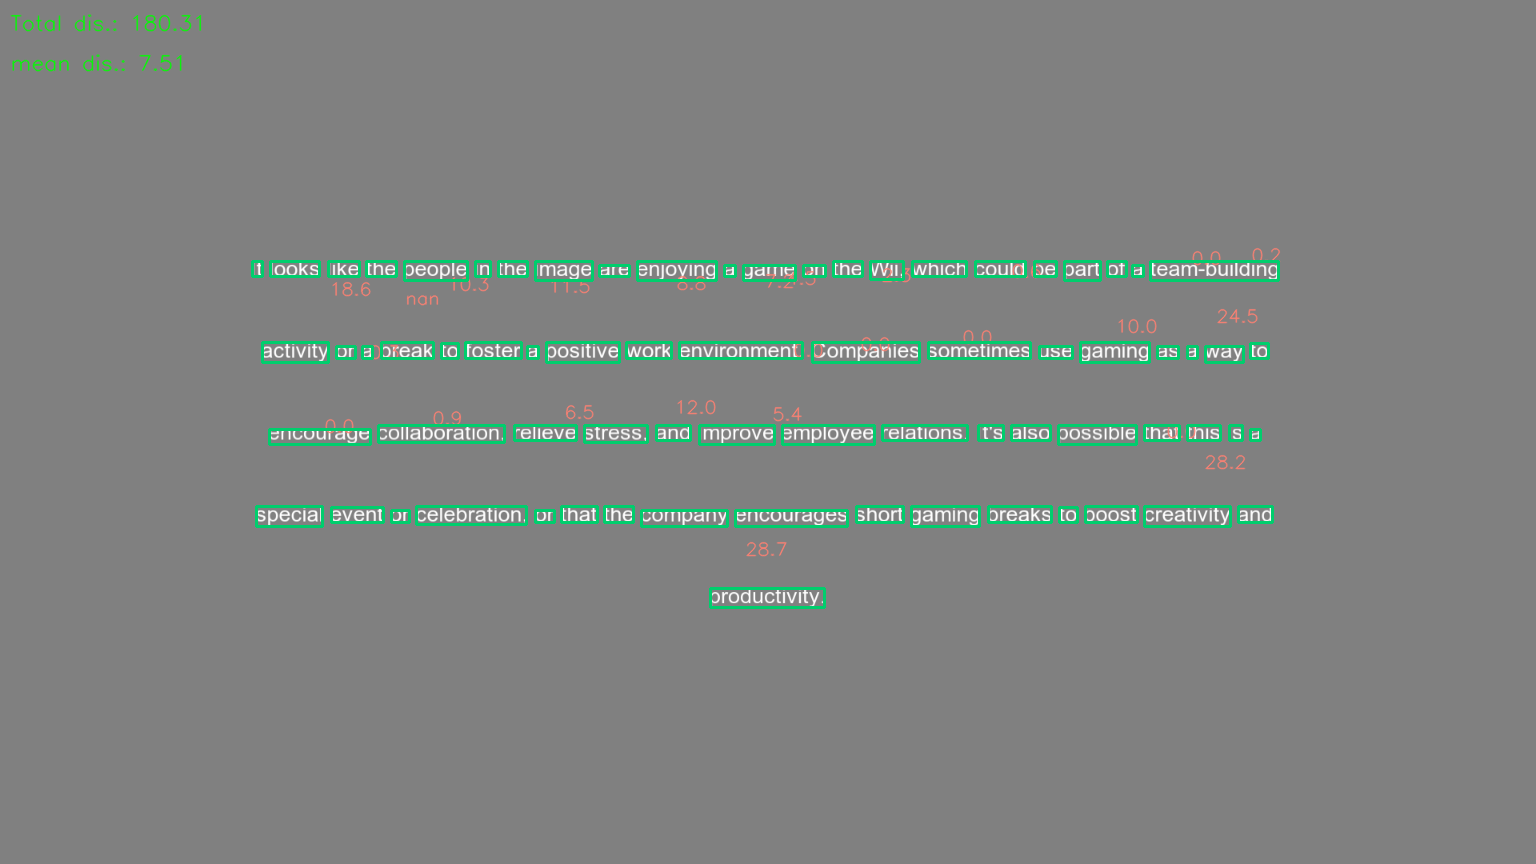 Total dis.: 180.31
mean dis.: 7.51
0.0 0.2
It looks like the people in the image are enjoying a game on the Wii, which could be part of a team-building
18.6 nan 10.3 11.5 8.8 7.2
10.0 24.5
0.0
activity or a break to foster a positive work environment. Companies sometimes use gaming as a way to
0.0 0.9 6.5 12.0 5.4
encourage collaboration, relieve stress, and improve employee relations. It's also possible that this is a
28.2
special event or celebration, or that the company encourages short gaming breaks to boost creativity and
28.7
productivity.